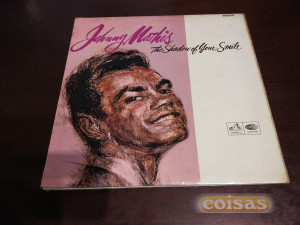 Johnny Mathis
The Shadow of Your Smile
coisas